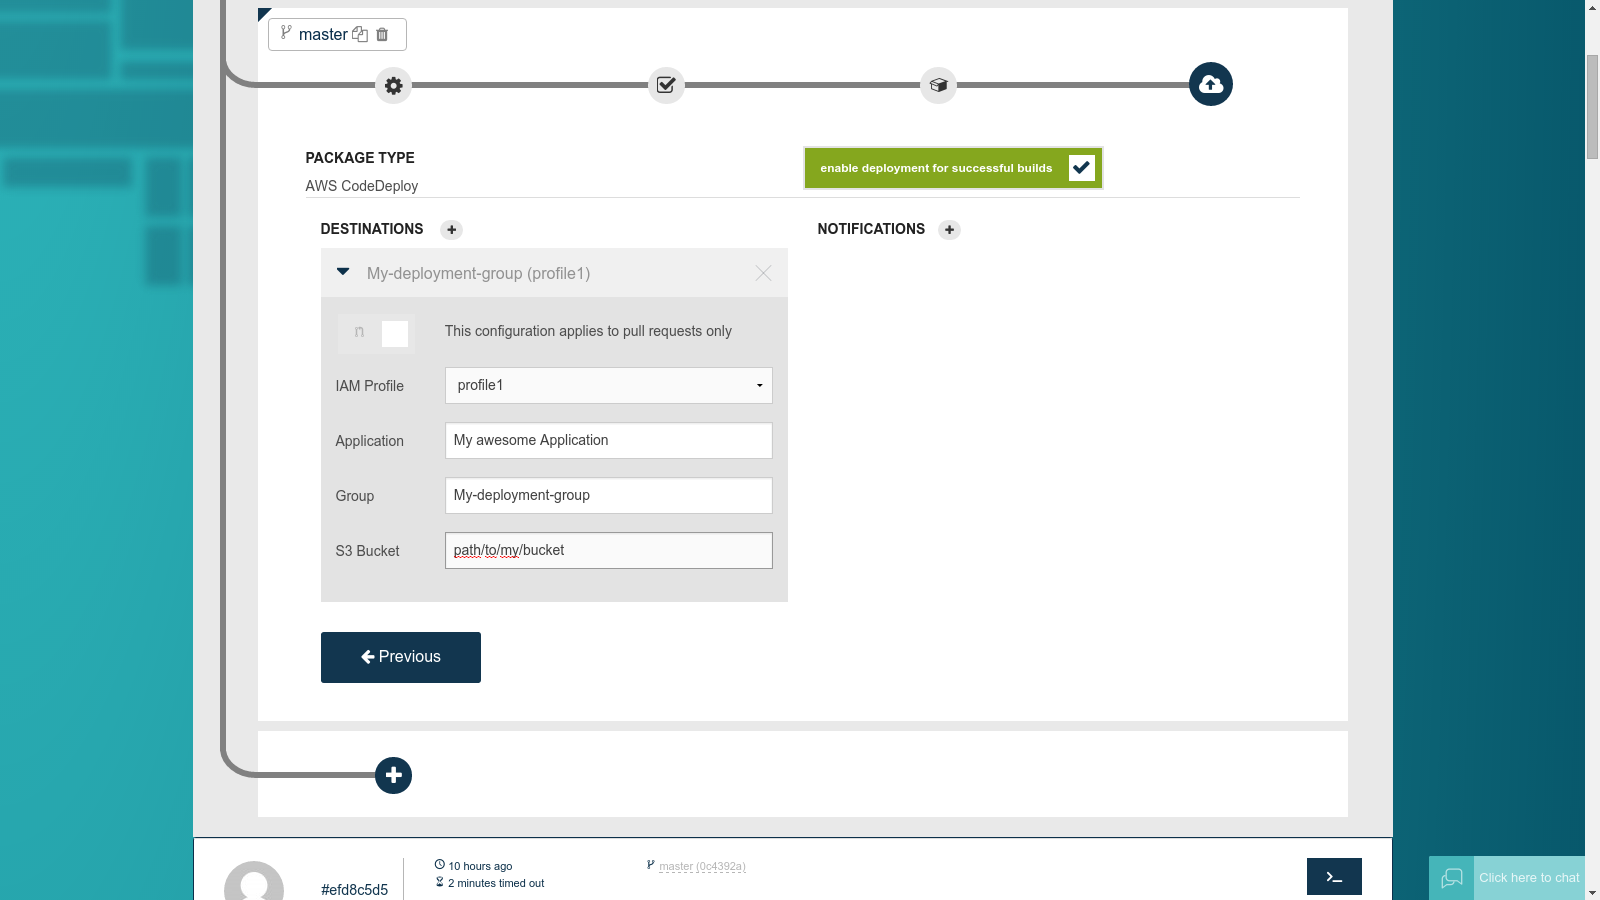 master
PACKAGE TYPE
AWS CodeDeploy
enable deployment for successful builds
DESTINATIONS
NOTIFICATIONS
My-deployment-group (profile1)
This configuration applies to pull requests only
IAM Profile
profile1
Application
My awesome Application
Group
My-deployment-group
S3 Bucket
path/to/my/bucket
Previous
#efd8c5d5
10 hours ago
2 minutes timed out
master (0c4392a)
Click here to chat